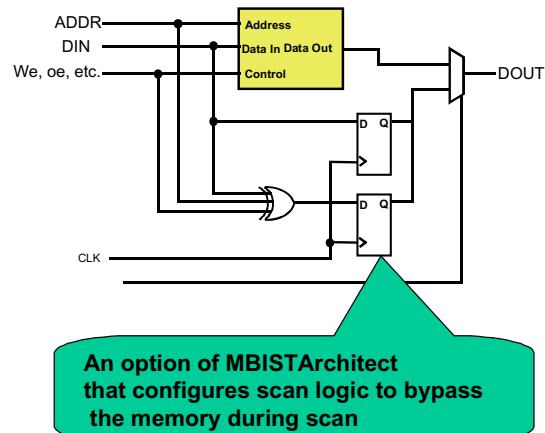 ADDR
Address
DIN
Data In Data Out
We, oe, etc.
Control
DOUT
D Q
D Q
CLK
An option of MBISTArchitect
that configures scan logic to bypass
the memory during scan